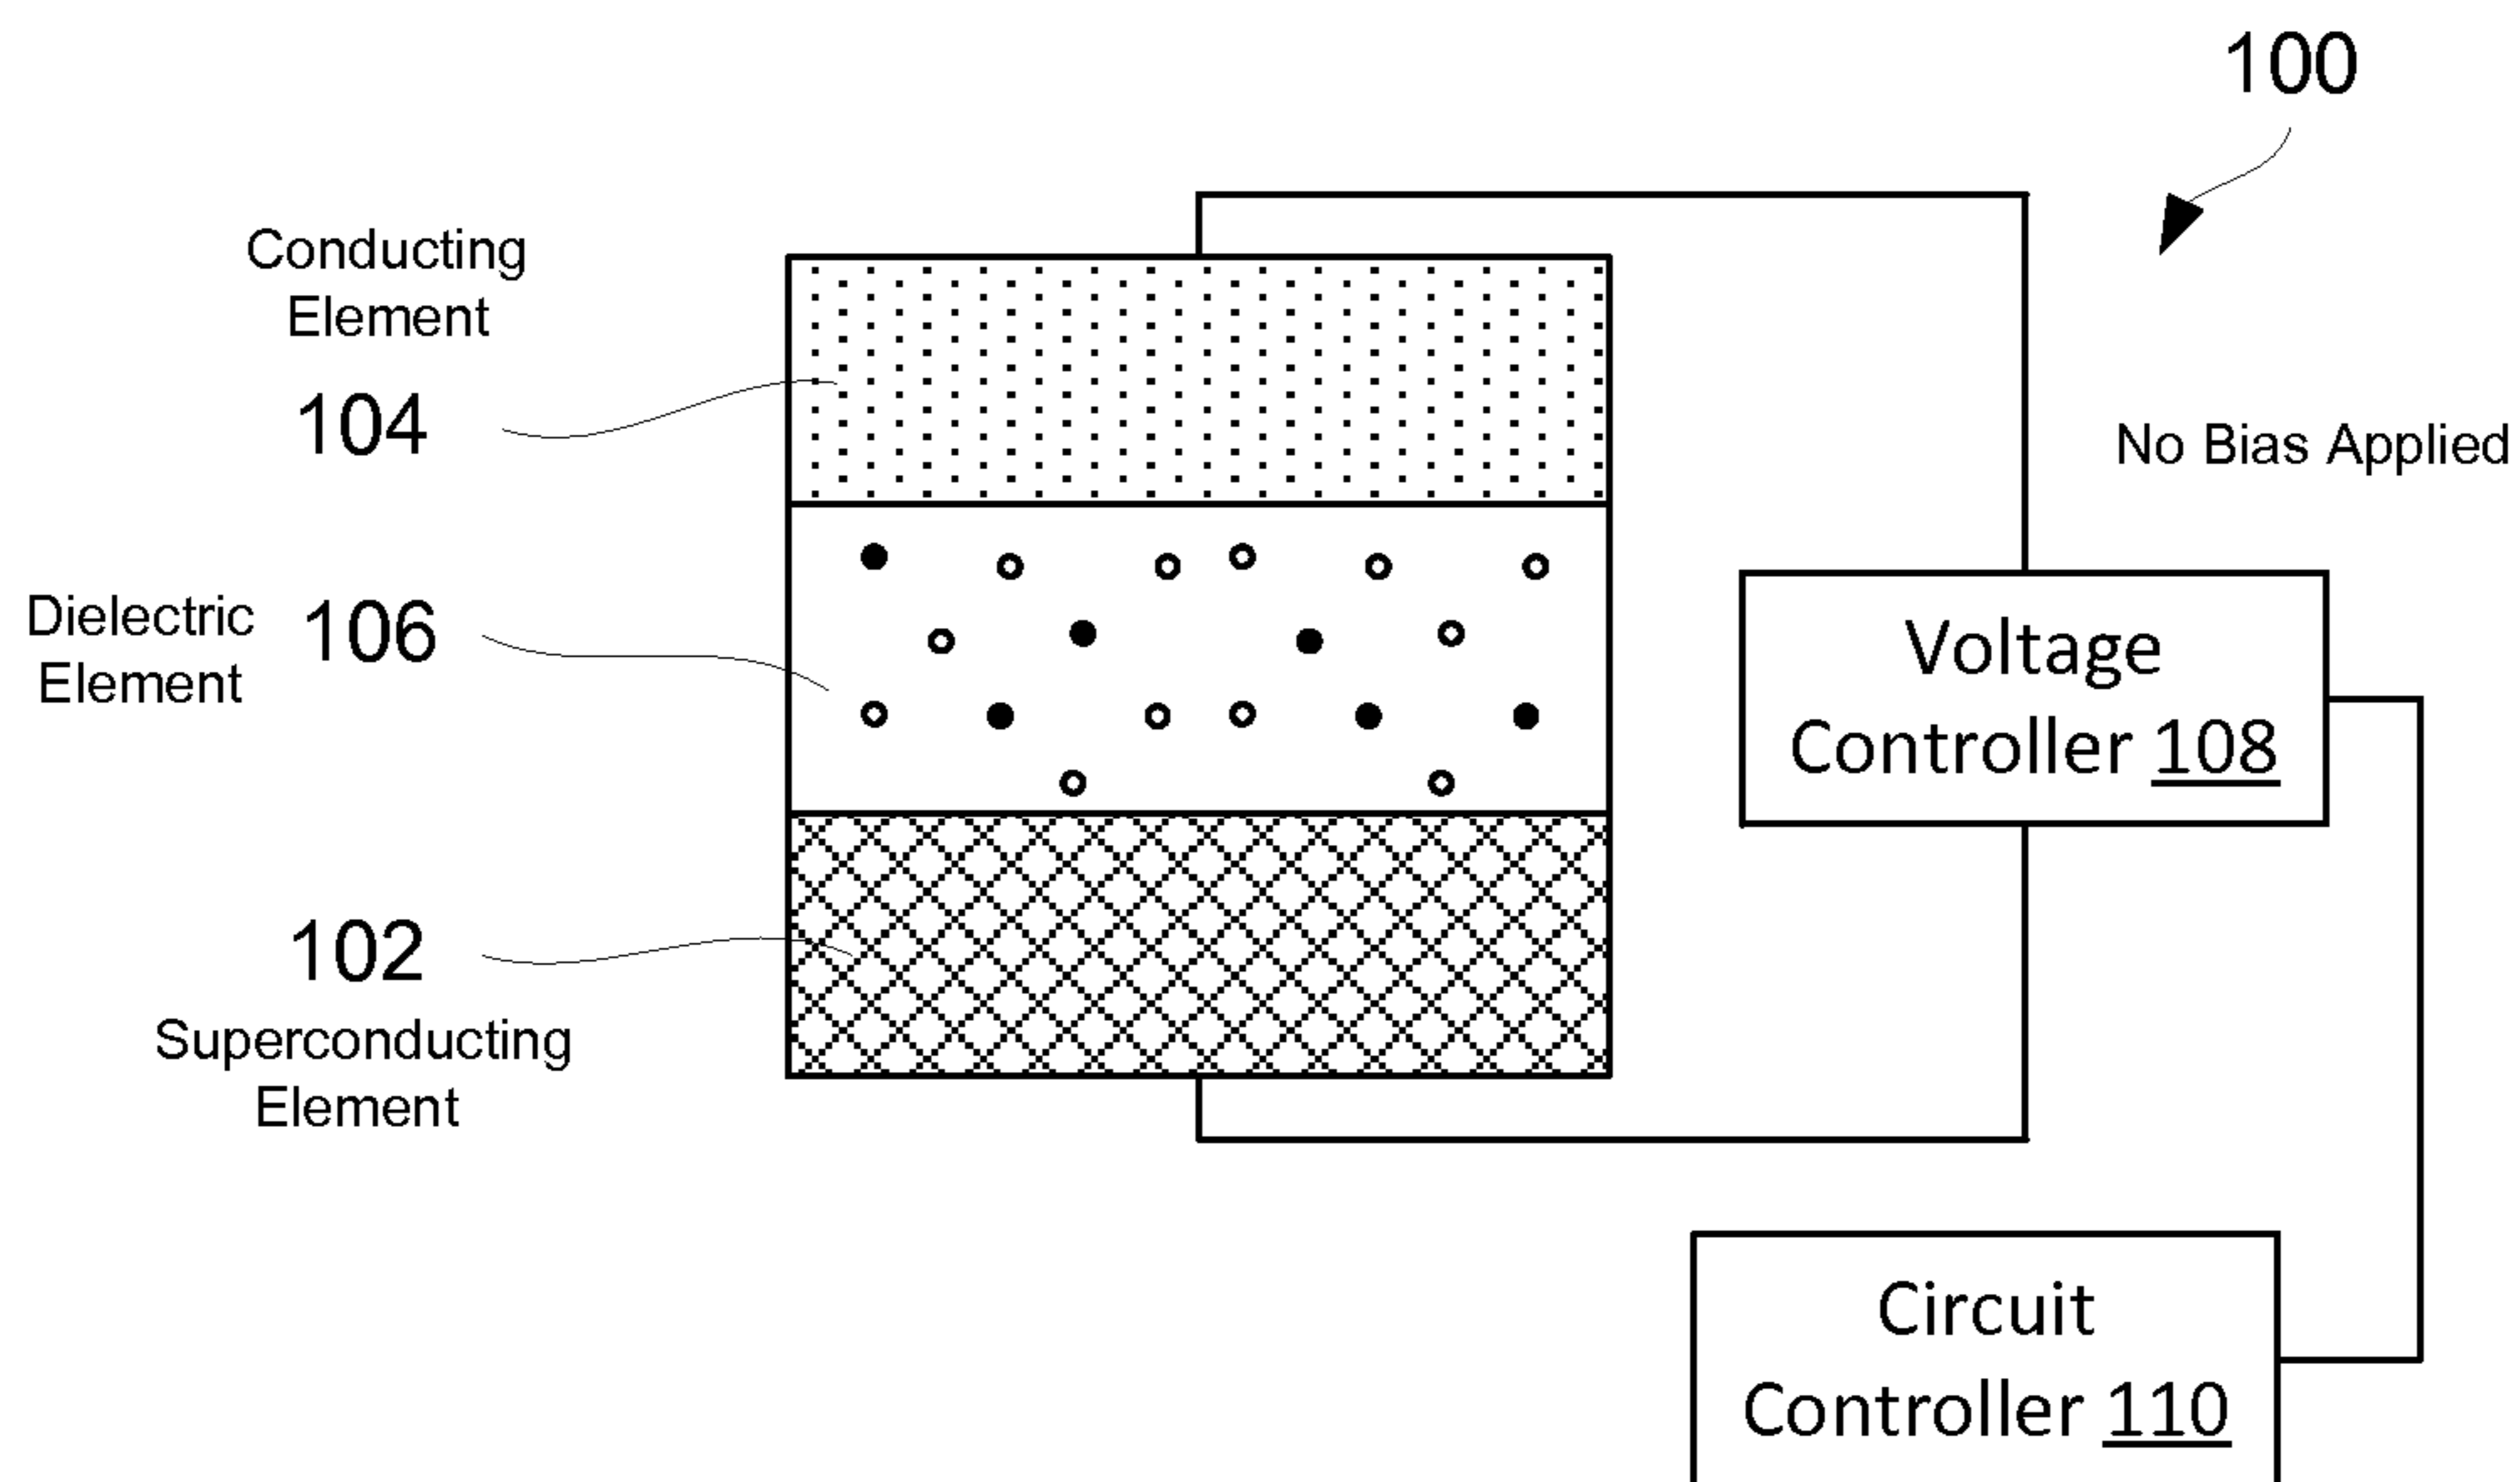 100
Conducting
Element
104
No Bias Applied
Dielectric
Element
106
Voltage
Controller 108
102
Superconducting
Element
Circuit
Controller 110